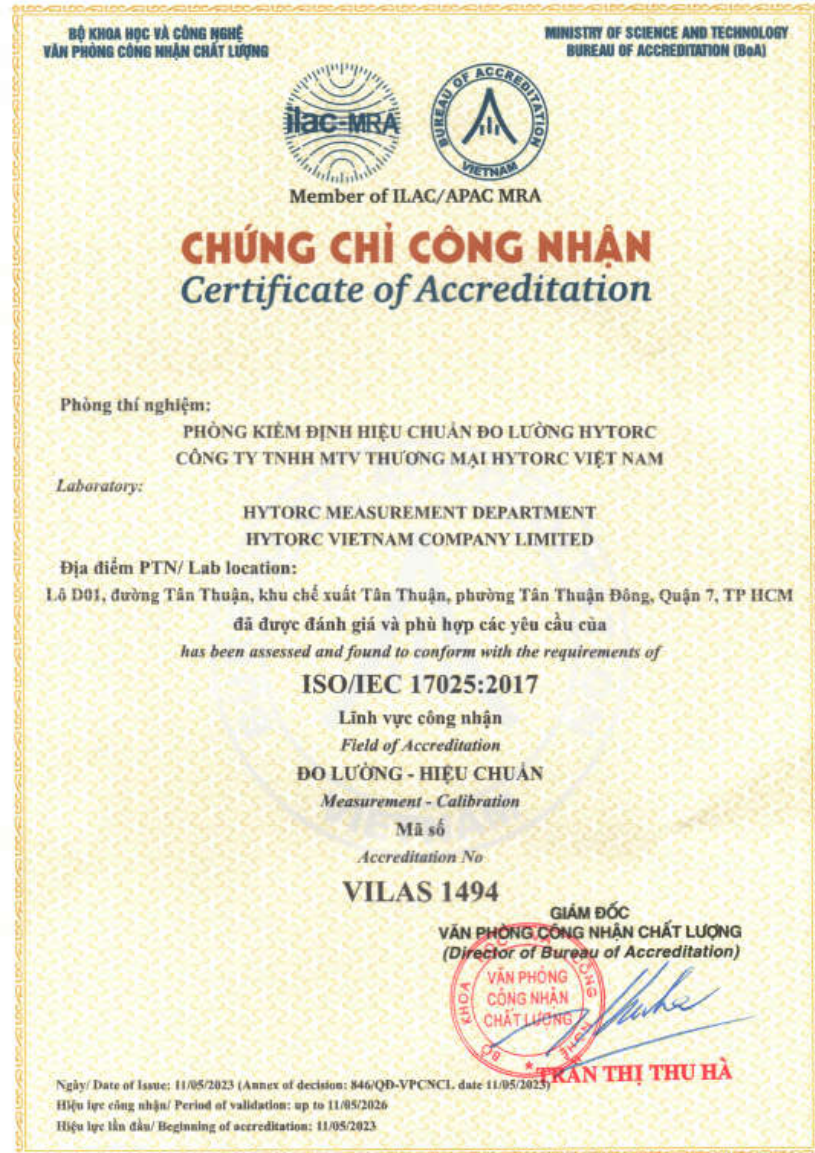 BỘ KHOA HỌC VÀ CÔNG NGHỆ
VĂN PHÒNG CÔNG NHẬN CHẤT LƯỢNG
MINISTRY OF SCIENCE AND TECHNOLOGY
BUREAU OF ACCREDITATION (BoA)
ilac-MRA
BUREAU OF ACCREDITATION
VIETNAM
Member of ILAC/APAC MRA
CHỨNG CHỈ CÔNG NHẬN
Certificate of Accreditation
Phòng thí nghiệm:
PHÒNG KIỂM ĐỊNH HIỆU CHUẨN ĐO LƯỜNG HYTORC
CÔNG TY TNHH MTV THƯƠNG MẠI HYTORC VIỆT NAM
Laboratory:
HYTORC MEASUREMENT DEPARTMENT
HYTORC VIETNAM COMPANY LIMITED
Địa điểm PTN/ Lab location:
Lô D01, đường Tân Thuận, khu chế xuất Tân Thuận, phường Tân Thuận Đông, Quận 7, TP HCM
đã được đánh giá và phù hợp các yêu cầu của
has been assessed and found to conform with the requirements of
ISO/IEC 17025:2017
Lĩnh vực công nhận
Field of Accreditation
ĐO LƯỜNG - HIỆU CHUẨN
Measurement - Calibration
Mã số
Accreditation No
VILAS 1494
GIÁM ĐỐC
VĂN PHÒNG CÔNG NHẬN CHẤT LƯỢNG
(Director of Bureau of Accreditation)
BỘ KHOA HỌC VÀ CÔNG NGHỆ
VĂN PHÒNG
CÔNG NHẬN
CHẤT LƯỢNG
TRẦN THỊ THU HÀ
Ngày/ Date of Issue: 11/05/2023 (Annex of decision: 846/QĐ-VPCNCL date 11/05/2023)
Hiệu lực công nhận/ Period of validation: up to 11/05/2026
Hiệu lực lần đầu/ Beginning of accreditation: 11/05/2023